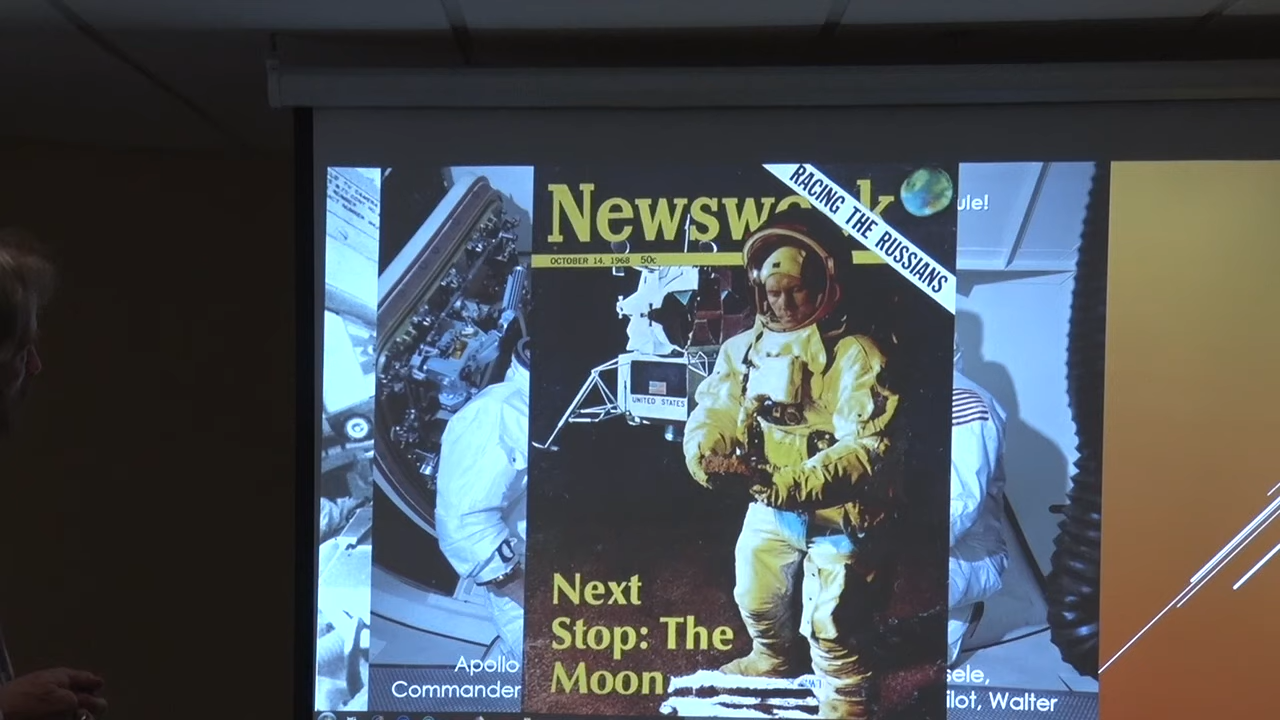 Newsweek
RACING THE RUSSIANS
OCTOBER 14, 1968 50c
ule!
UNITED STATES
Next
Stop: The
Moon
Apollo
Commander
sele,
ilot, Walter